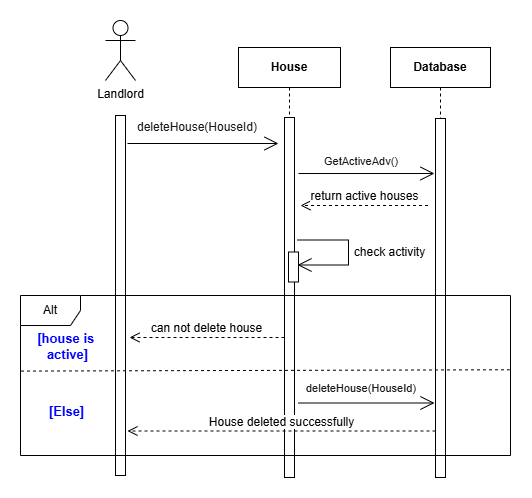 House
Database
Landlord
deleteHouse(HouseId)
GetActiveAdv()
return active houses
check activity
Alt
can not delete house
[house is
active]
deleteHouse(HouseId)
[Else]
House deleted successfully